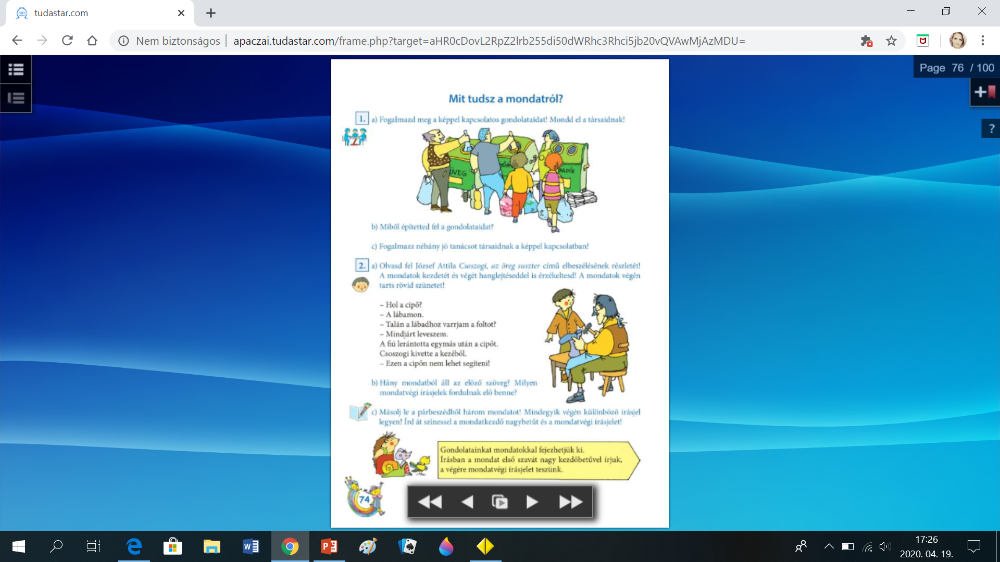 tudastar.com
Nem biztonságos
apaczai.tudastar.com/frame.php?target=aHR0cDovL2RpZ2lrb255di50dWRhc3Rhci5jb20vQVAwMjAzMDU=
Page 76 / 100
?
Mit tudsz a mondatról?
1. a) Fogalmazd meg a képpel kapcsolatos gondolataidat! Mondd el a társaidnak!
ÜVEG
PAPÍR
b) Miből építetted fel a gondolataidat?
c) Fogalmazz néhány jó tanácsot társaidnak a képpel kapcsolatban!
2. a) Olvasd fel József Attila Csoszogi, az öreg suszter című elbeszélésének részletét!
A mondatok kezdetét és végét hanglejtéseddel is érzékeltesd! A mondatok végén
tarts rövid szünetet!
– Hol a cipő?
– A lábamon.
– Talán a lábadhoz varrjam a foltot?
– Mindjárt leveszem.
A fiú lerántotta egymás után a cipőt.
Csoszogi kivette a kezéből.
– Ezen a cipőn nem lehet segíteni!
b) Hány mondatból áll az előző szöveg? Milyen
mondatvégi írásjelek fordulnak elő benne?
c) Másolj le a párbeszédből három mondatot! Mindegyik végén különböző írásjel
legyen! Írd át színessel a mondatkezdő nagybetűt és a mondatvégi írásjelet!
Gondolatainkat mondatokkal fejezhetjük ki.
Írásban a mondat első szavát nagy kezdőbetűvel írjuk,
a végére mondatvégi írásjelet teszünk.
74
17:26
2020. 04. 19.